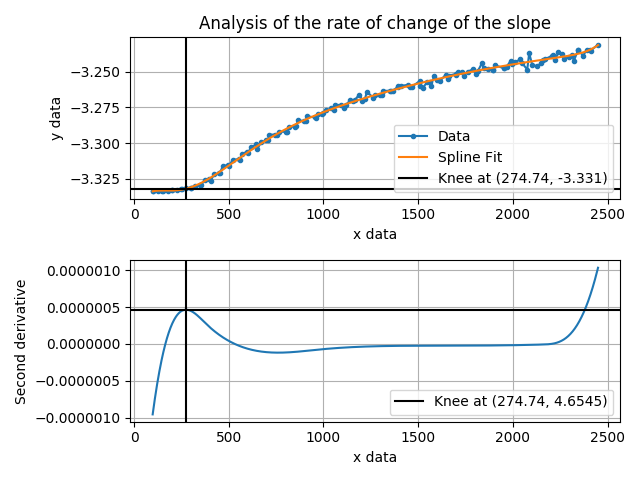 Analysis of the rate of change of the slope
y data
−3.250
−3.275
−3.300
−3.325
Data
Spline Fit
Knee at (274.74, -3.331)
0
500
1000
1500
2000
2500
x data
Second derivative
0.0000010
0.0000005
0.0000000
−0.0000005
−0.0000010
Knee at (274.74, 4.6545)
0
500
1000
1500
2000
2500
x data